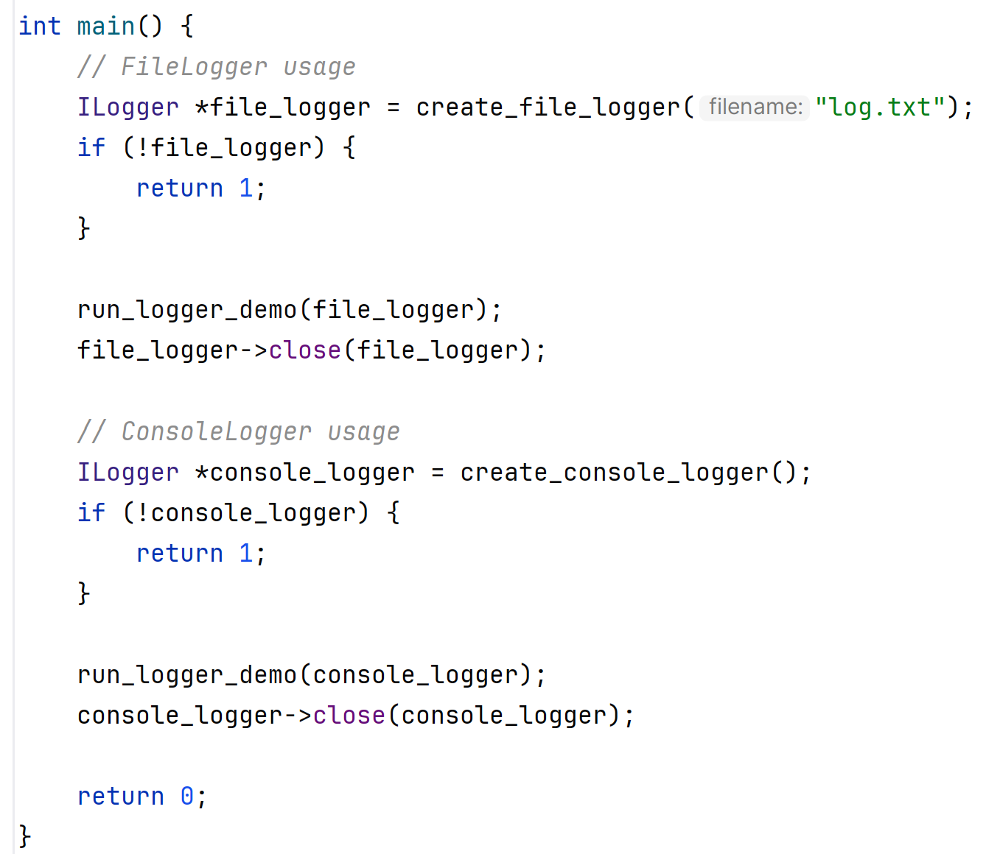 int main() {
    // FileLogger usage
    ILogger *file_logger = create_file_logger( filename: "log.txt");
    if (!file_logger) {
        return 1;
    }

    run_logger_demo(file_logger);
    file_logger->close(file_logger);

    // ConsoleLogger usage
    ILogger *console_logger = create_console_logger();
    if (!console_logger) {
        return 1;
    }

    run_logger_demo(console_logger);
    console_logger->close(console_logger);

    return 0;
}